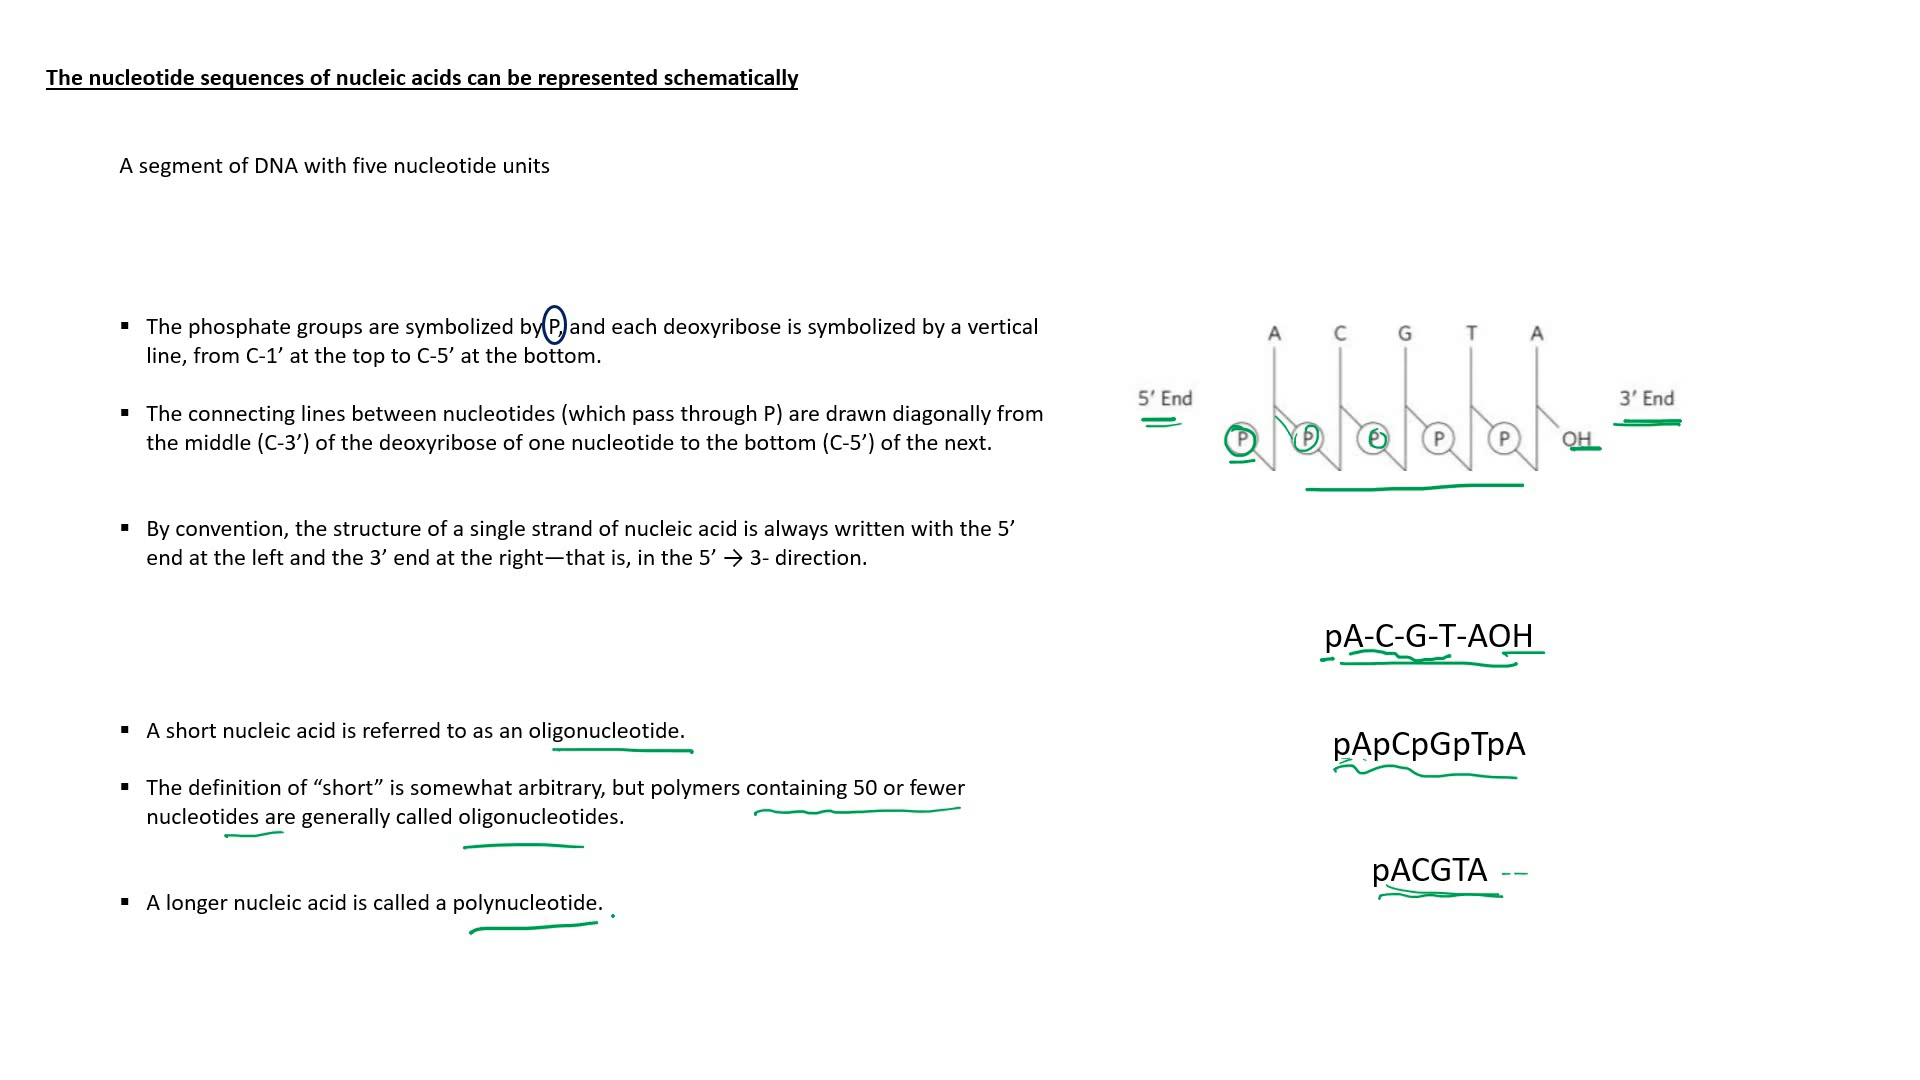 The nucleotide sequences of nucleic acids can be represented schematically
A segment of DNA with five nucleotide units
▪ The phosphate groups are symbolized by P, and each deoxyribose is symbolized by a vertical
line, from C-1’ at the top to C-5’ at the bottom.
▪ The connecting lines between nucleotides (which pass through P) are drawn diagonally from
the middle (C-3’) of the deoxyribose of one nucleotide to the bottom (C-5’) of the next.
▪ By convention, the structure of a single strand of nucleic acid is always written with the 5’
end at the left and the 3’ end at the right—that is, in the 5’ → 3- direction.
▪ A short nucleic acid is referred to as an oligonucleotide.
▪ The definition of “short” is somewhat arbitrary, but polymers containing 50 or fewer
nucleotides are generally called oligonucleotides.
▪ A longer nucleic acid is called a polynucleotide.
A C G T A
5′ End 3′ End
P P P P P OH
pA-C-G-T-AOH
pApCpGpTpA
pACGTA